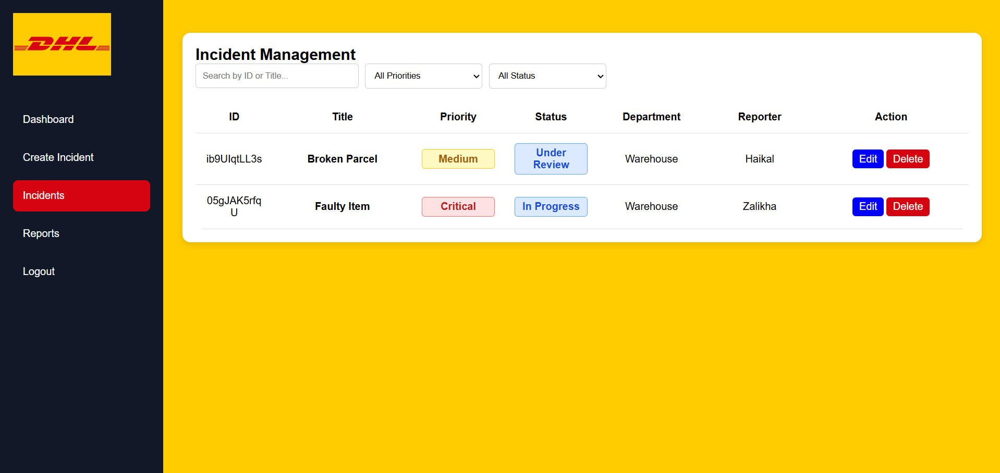 DHL
Dashboard
Create Incident
Incidents
Reports
Logout
Incident Management
Search by ID or Title...
All Priorities
All Status
ID Title Priority Status Department Reporter Action
ib9UIqtLL3s Broken Parcel Medium Under Review Warehouse Haikal Edit Delete
05gJAK5rfqU Faulty Item Critical In Progress Warehouse Zalikha Edit Delete